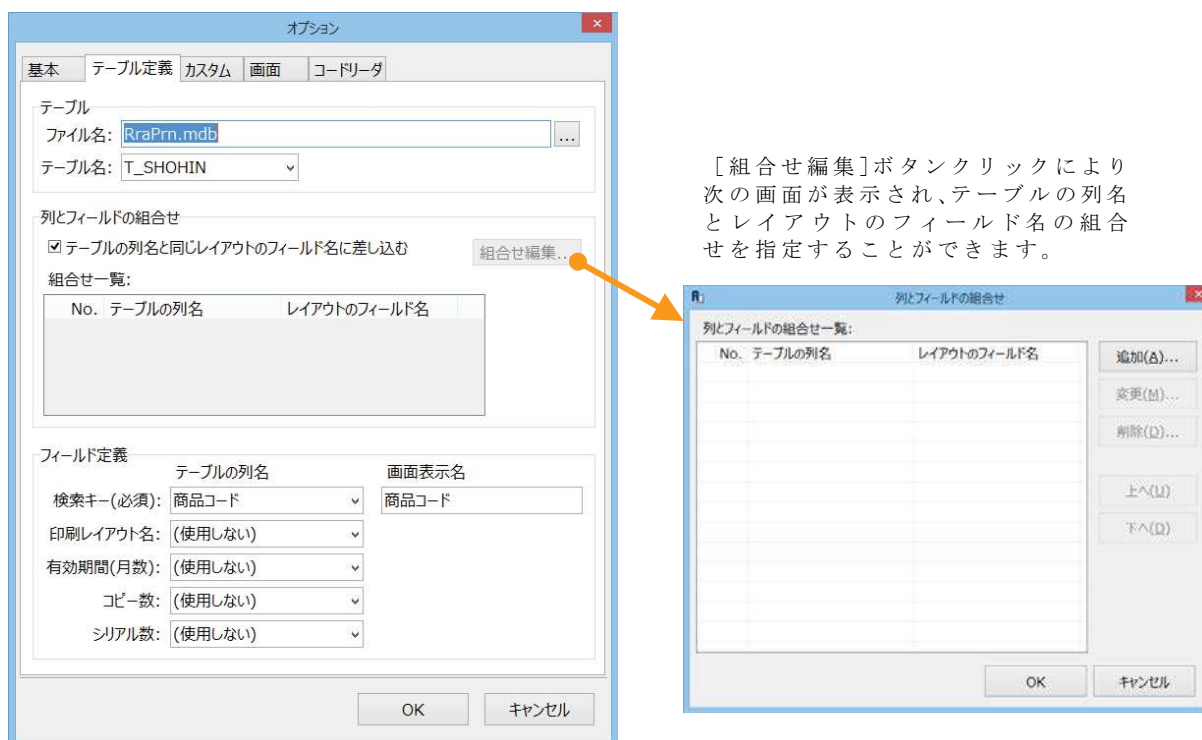 オプション
基本 テーブル定義 カスタム 画面 コードリーダ
テーブル
ファイル名: RraPrn.mdb ...
テーブル名: T_SHOHIN
列とフィールドの組合せ
テーブルの列名と同じレイアウトのフィールド名に差し込む
組合せ編集...
組合せ一覧:
No. テーブルの列名 レイアウトのフィールド名
フィールド定義
テーブルの列名 画面表示名
検索キー(必須): 商品コード 商品コード
印刷レイアウト名: (使用しない)
有効期間(月数): (使用しない)
コピー数: (使用しない)
シリアル数: (使用しない)
OK キャンセル
[組合せ編集]ボタンクリックにより
次の画面が表示され、テーブルの列名
とレイアウトのフィールド名の組合
せを指定することができます。
列とフィールドの組合せ
列とフィールドの組合せ一覧:
No. テーブルの列名 レイアウトのフィールド名
追加(A)...
変更(M)...
削除(D)...
上へ(U)
下へ(D)
OK キャンセル